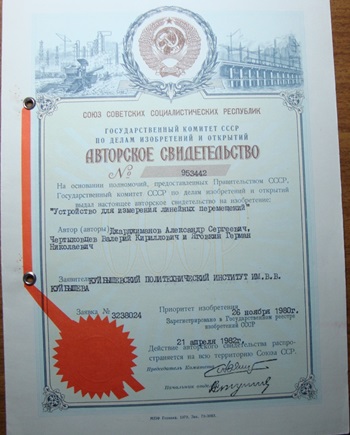 СОЮЗ СОВЕТСКИХ СОЦИАЛИСТИЧЕСКИХ РЕСПУБЛИК
ГОСУДАРСТВЕННЫЙ КОМИТЕТ СССР
ПО ДЕЛАМ ИЗОБРЕТЕНИЙ И ОТКРЫТИЙ
АВТОРСКОЕ СВИДЕТЕЛЬСТВО
№ 953442
На основании полномочий, предоставленных Правительством СССР,
Государственный комитет СССР по делам изобретений и открытий
выдал настоящее авторское свидетельство на изобретение:
"Устройство для измерения линейных перемещений"
Автор (авторы): Александр Сергеевич,
Валерий Кириллович и Герман
Николаевич
Заявитель: КУЙБЫШЕВСКИЙ ПОЛИТЕХНИЧЕСКИЙ ИНСТИТУТ ИМ.В.В.
КУЙБЫШЕВА
Заявка № 3238024 Приоритет изобретения 26 ноября 1980г.
Зарегистрировано в Государственном реестре
изобретений СССР
21 апреля 1982г.
Действие авторского свидетельства распро-
страняется на всю территорию Союза ССР.
Председатель Комитета
Начальник отдела